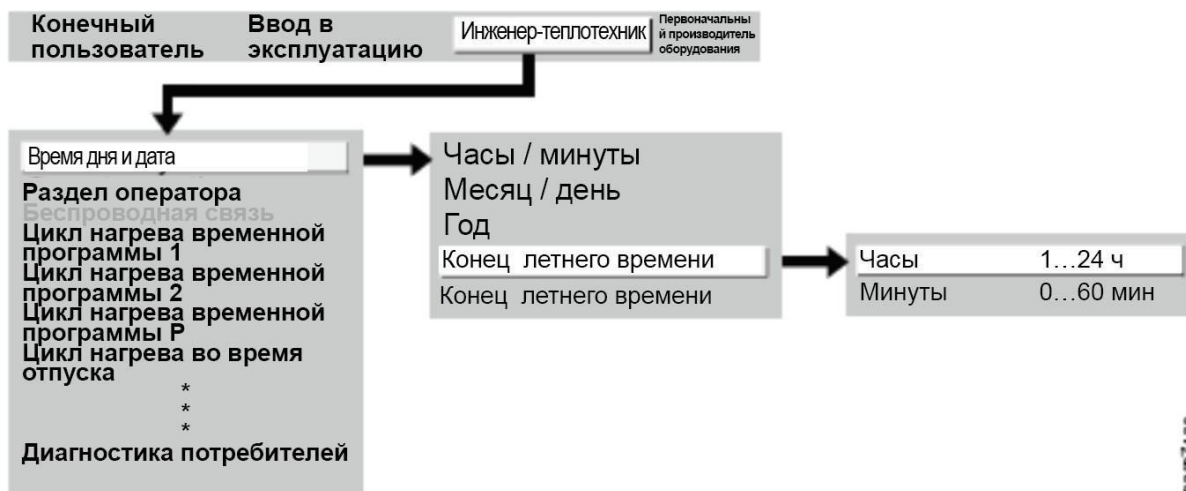 Конечный
пользователь
Ввод в
эксплуатацию
Инженер-теплотехник
Первоначальны
й производитель
оборудования
Время дня и дата
Раздел оператора
Беспроводная связь
Цикл нагрева временной
программы 1
Цикл нагрева временной
программы 2
Цикл нагрева временной
программы P
Цикл нагрева во время
отпуска
*
*
*
Диагностика потребителей
Часы / минуты
Месяц / день
Год
Конец летнего времени
Конец летнего времени
Часы 1…24 ч
Минуты 0…60 мин